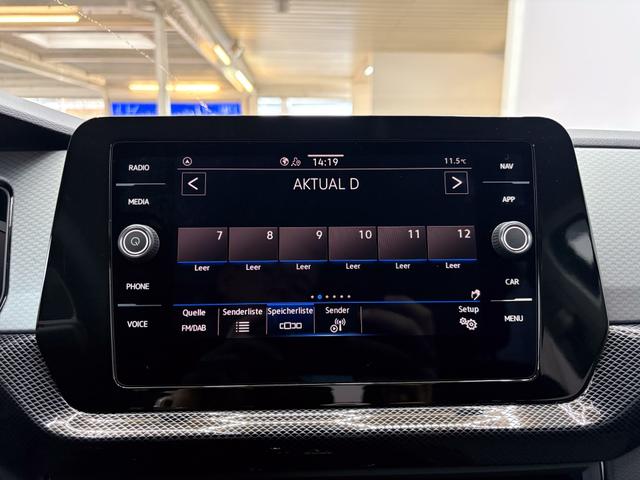 RADIO
MEDIA
PHONE
VOICE
14:19
11.5°C
AKTUAL D
7 8 9 10 11 12
Leer Leer Leer Leer Leer Leer
Quelle Senderliste Speicherliste Sender Setup
FM/DAB
NAV
APP
CAR
MENU